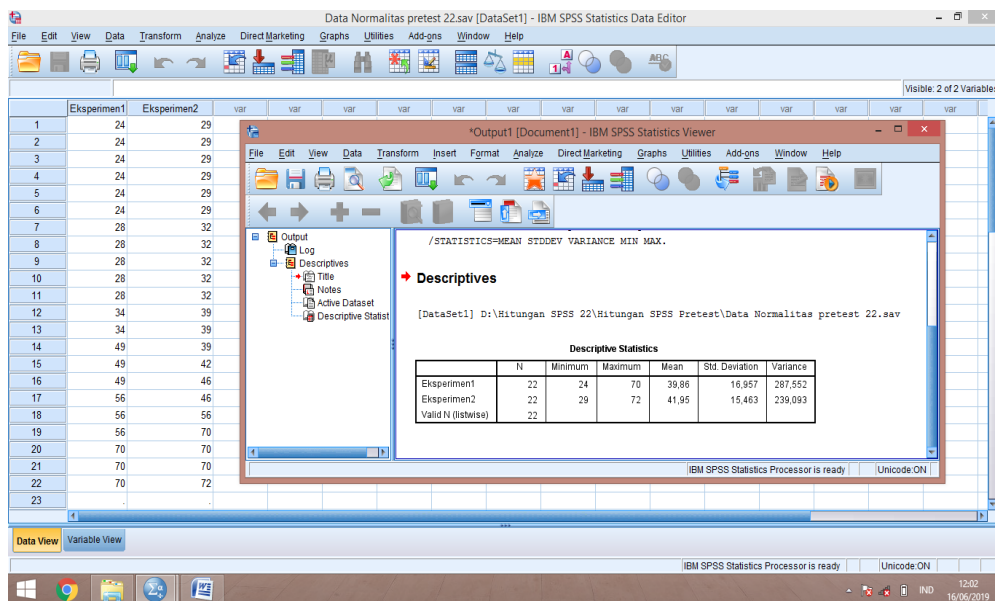 Data Normalitas pretest 22.sav [DataSet1] - IBM SPSS Statistics Data Editor
File Edit View Data Transform Analyze Direct Marketing Graphs Utilities Add-ons Window Help
Visible: 2 of 2 Variables
Eksperimen1 Eksperimen2 var var var var var var var var var var var var var var
1 24 29
2 24 29
3 24 29
4 24 29
5 24 29
6 24 29
7 28 32
8 28 32
9 28 32
10 28 32
11 28 32
12 34 39
13 34 39
14 49 39
15 49 42
16 49 46
17 56 46
18 56 56
19 56 70
20 70 70
21 70 70
22 70 72
23 . .
*Output1 [Document1] - IBM SPSS Statistics Viewer
File Edit View Data Transform Insert Format Analyze Direct Marketing Graphs Utilities Add-ons Window Help
Output
Log
Descriptives
Title
Notes
Active Dataset
Descriptive Statist
/STATISTICS=MEAN STDDEV VARIANCE MIN MAX.
Descriptives
[DataSet1] D:\Hitungan SPSS 22\Hitungan SPSS Pretest\Data Normalitas pretest 22.sav
Descriptive Statistics
N Minimum Maximum Mean Std. Deviation Variance
Eksperimen1 22 24 70 39,86 16,957 287,552
Eksperimen2 22 29 72 41,95 15,463 239,093
Valid N (listwise) 22
IBM SPSS Statistics Processor is ready Unicode:ON
Data View Variable View
IBM SPSS Statistics Processor is ready Unicode:ON
IND 12:02
16/06/2019